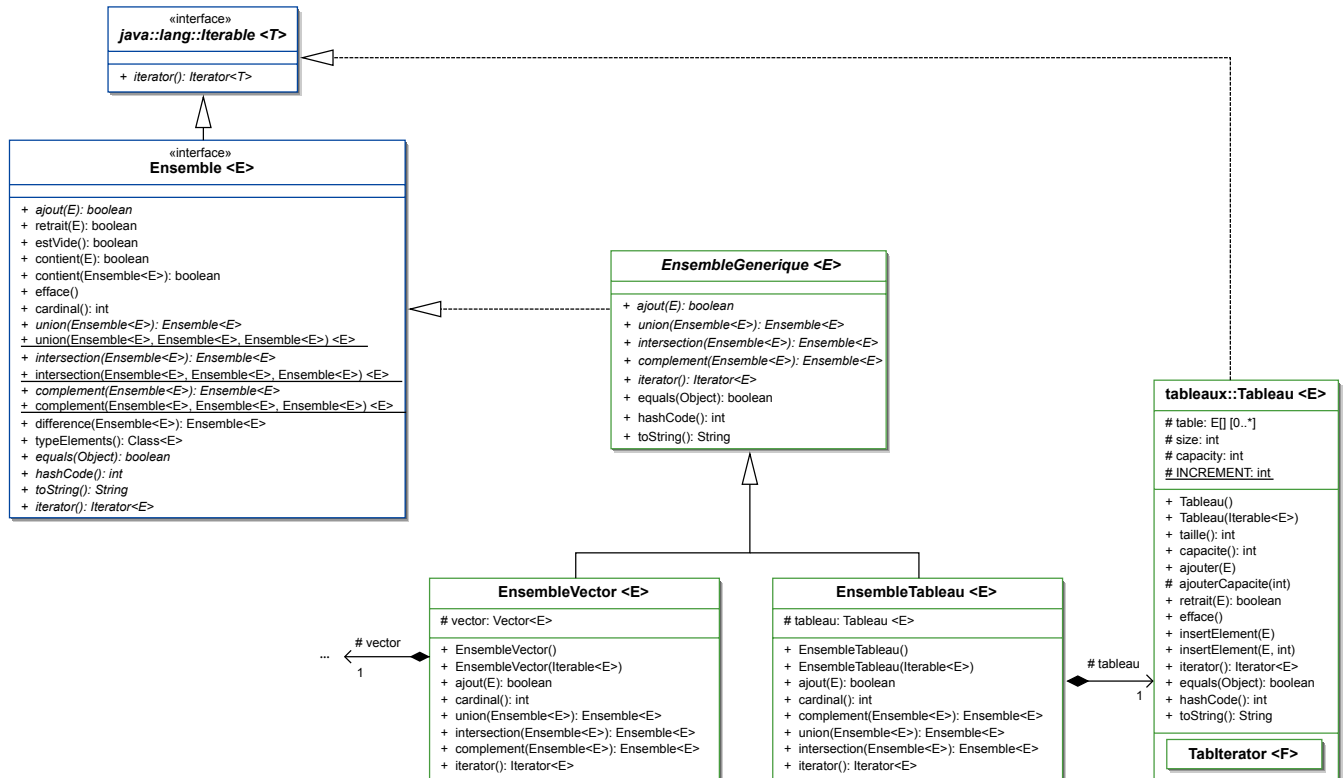 «interface»
java::lang::Iterable <T>
+ iterator(): Iterator<T>
«interface»
Ensemble <E>
+ ajout(E): boolean
+ retrait(E): boolean
+ estVide(): boolean
+ contient(E): boolean
+ contient(Ensemble<E>): boolean
+ efface()
+ cardinal(): int
+ union(Ensemble<E>): Ensemble<E>
+ union(Ensemble<E>, Ensemble<E>, Ensemble<E>) <E>
+ intersection(Ensemble<E>): Ensemble<E>
+ intersection(Ensemble<E>, Ensemble<E>, Ensemble<E>) <E>
+ complement(Ensemble<E>): Ensemble<E>
+ complement(Ensemble<E>, Ensemble<E>, Ensemble<E>) <E>
+ difference(Ensemble<E>): Ensemble<E>
+ typeElements(): Class<E>
+ equals(Object): boolean
+ hashCode(): int
+ toString(): String
+ iterator(): Iterator<E>
EnsembleGenerique <E>
+ ajout(E): boolean
+ union(Ensemble<E>): Ensemble<E>
+ intersection(Ensemble<E>): Ensemble<E>
+ complement(Ensemble<E>): Ensemble<E>
+ iterator(): Iterator<E>
+ equals(Object): boolean
+ hashCode(): int
+ toString(): String
... 
# vector
1
EnsembleVector <E>
# vector: Vector<E>
+ EnsembleVector()
+ EnsembleVector(Iterable<E>)
+ ajout(E): boolean
+ cardinal(): int
+ union(Ensemble<E>): Ensemble<E>
+ intersection(Ensemble<E>): Ensemble<E>
+ complement(Ensemble<E>): Ensemble<E>
+ iterator(): Iterator<E>
EnsembleTableau <E>
# tableau: Tableau <E>
+ EnsembleTableau()
+ EnsembleTableau(Iterable<E>)
+ ajout(E): boolean
+ cardinal(): int
+ complement(Ensemble<E>): Ensemble<E>
+ union(Ensemble<E>): Ensemble<E>
+ intersection(Ensemble<E>): Ensemble<E>
+ iterator(): Iterator<E>
# tableau
1
tableaux::Tableau <E>
# table: E[] [0..*]
# size: int
# capacity: int
# INCREMENT: int
+ Tableau()
+ Tableau(Iterable<E>)
+ taille(): int
+ capacite(): int
+ ajouter(E)
# ajouterCapacite(int)
+ retrait(E): boolean
+ efface()
+ insertElement(E)
+ insertElement(E, int)
+ iterator(): Iterator<E>
+ equals(Object): boolean
+ hashCode(): int
+ toString(): String
TabIterator <F>